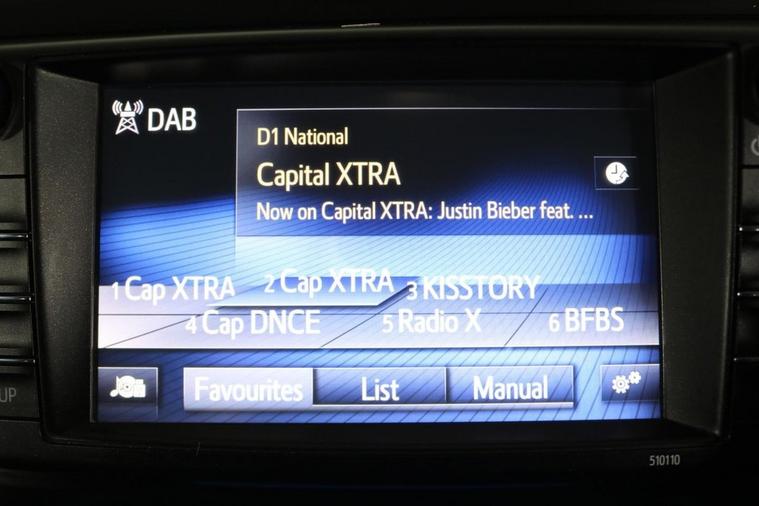 DAB
D1 National
Capital XTRA
Now on Capital XTRA: Justin Bieber feat. ...
1 Cap XTRA 2 Cap XTRA 3 KISSTORY
4 Cap DNCE 5 Radio X 6 BFBS
Favourites List Manual
UP
510110